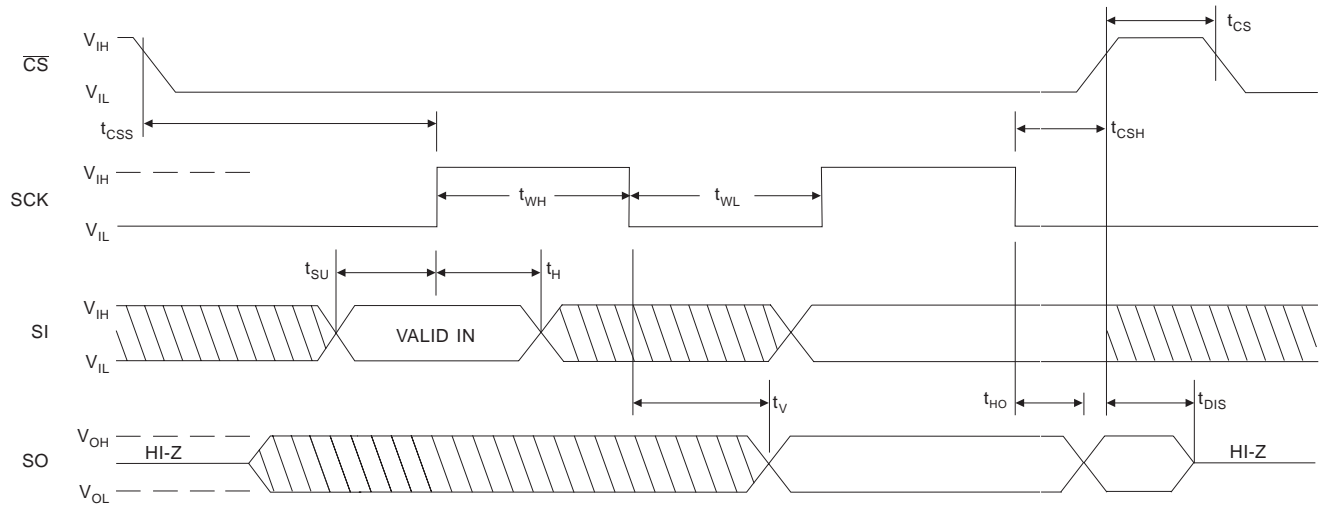 t_CS
V_IH
C̅S̅
V_IL
t_CSS
t_CSH
V_IH
SCK
t_WH
t_WL
V_IL
t_SU
t_H
V_IH
SI
VALID IN
V_IL
t_V
t_HO
t_DIS
V_OH
SO
HI-Z
HI-Z
V_OL